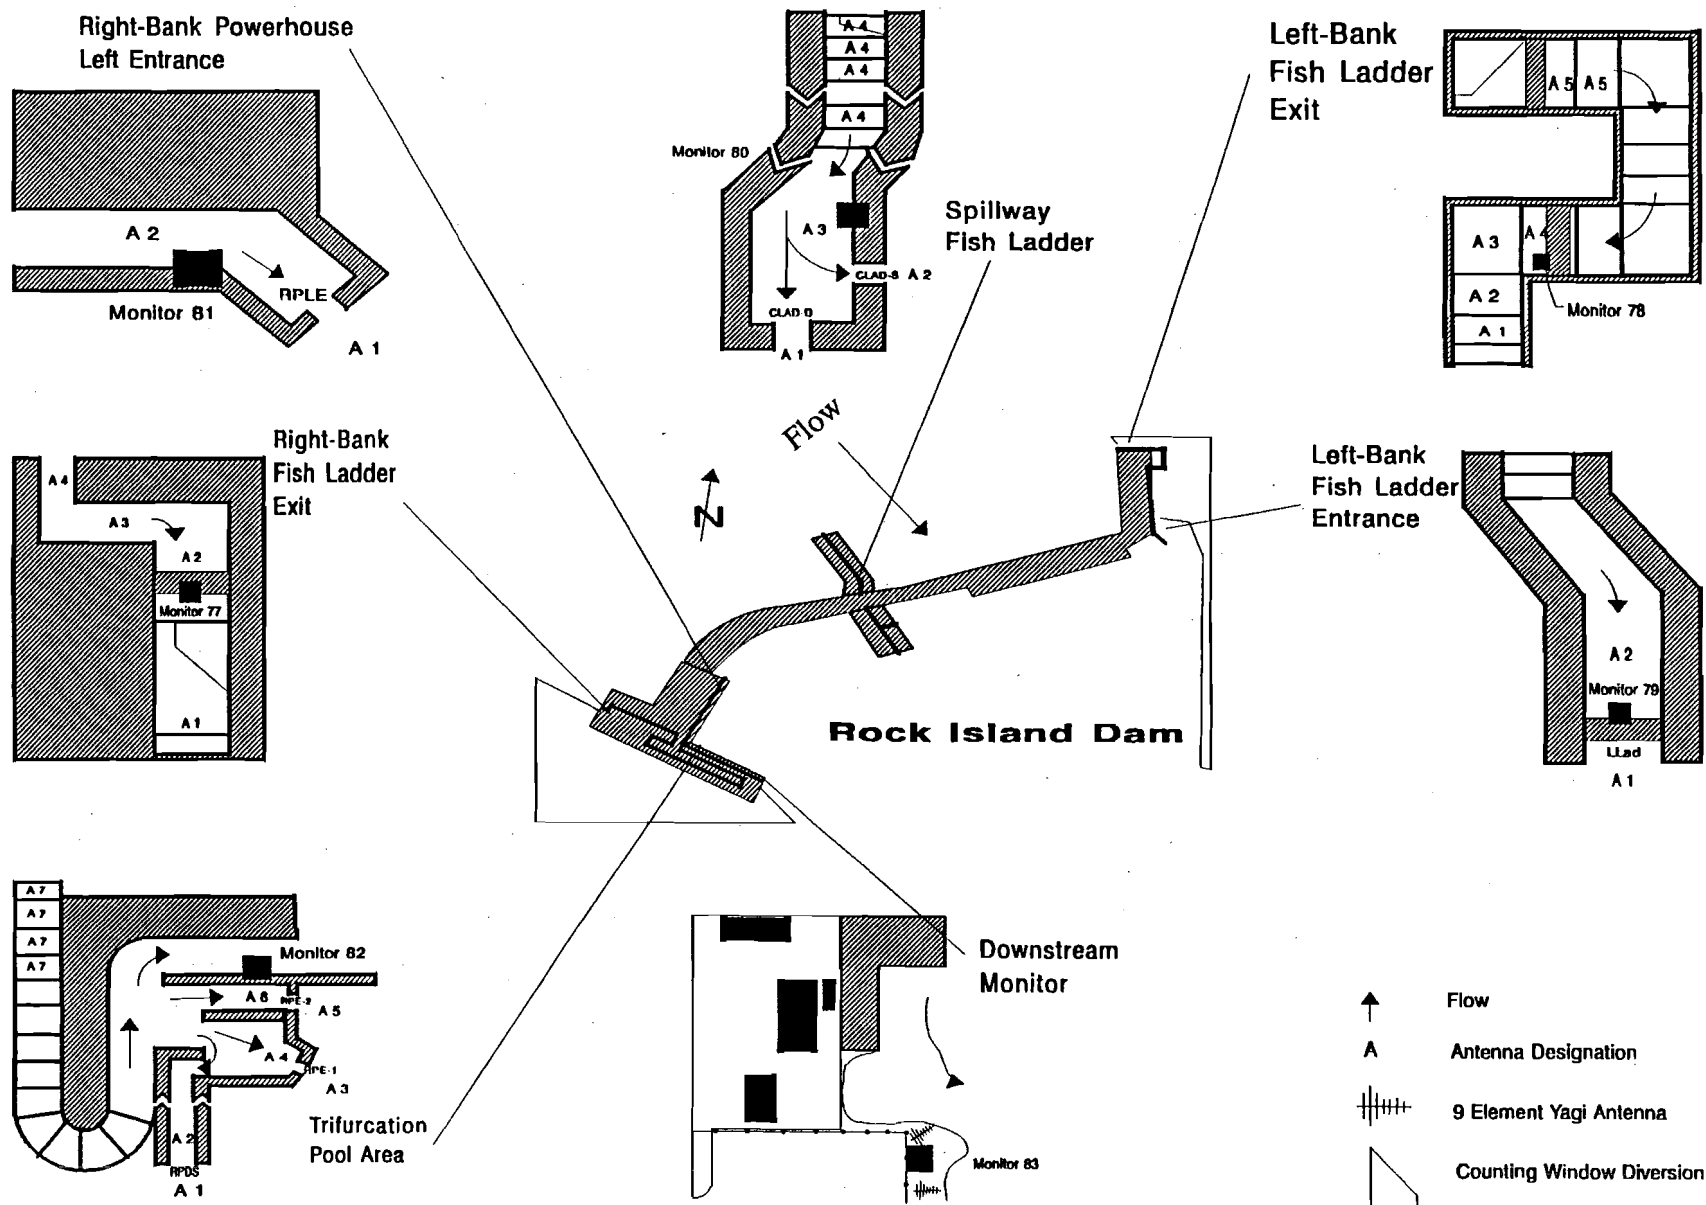 Right-Bank Powerhouse
Left Entrance
A 2
RPLE
Monitor 81
A 1
A 4
A 4
A 4
A 4
Monitor 80
A 3
CLAD-S A 2
CLAD-D
A 1
Spillway
Fish Ladder
Left-Bank
Fish Ladder
Exit
A 5 A 5
A 3
A 4
A 2
A 1
Monitor 78
Right-Bank
Fish Ladder
Exit
A 4
A 3
A 2
Monitor 77
A 1
Flow
N
Rock Island Dam
Left-Bank
Fish Ladder
Entrance
A 2
Monitor 79
LLad
A 1
A 7
A 7
A 7
A 7
Monitor 82
A 6
RPE-2
A 5
A 4
RPE-1
A 3
A 2
RPDS
A 1
Trifurcation
Pool Area
Downstream
Monitor
Monitor 83
Flow
A Antenna Designation
9 Element Yagi Antenna
Counting Window Diversion